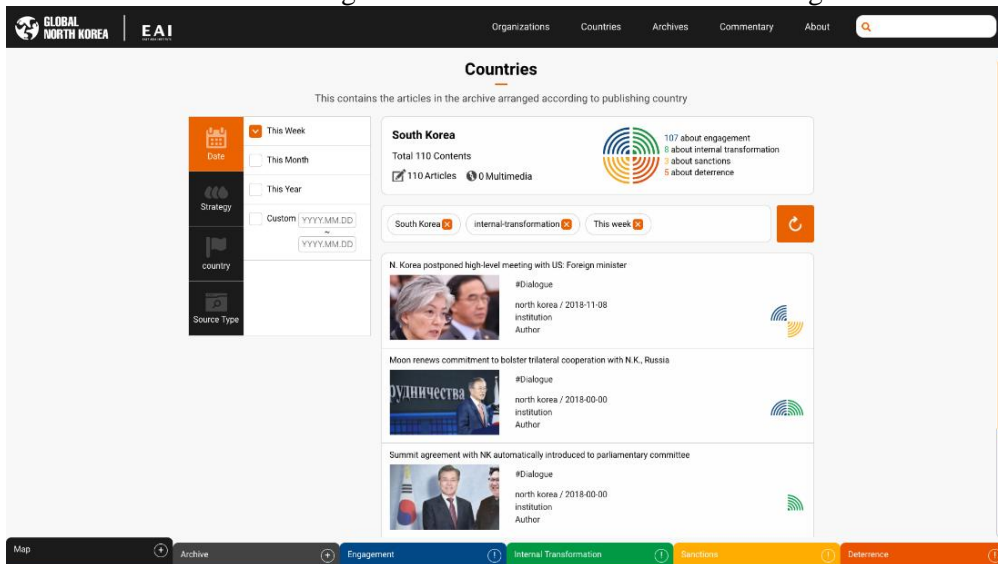 GLOBAL
NORTH KOREA
EAI
Organizations Countries Archives Commentary About
Countries
This contains the articles in the archive arranged according to publishing country
Date
Strategy
country
Source Type
This Week
This Month
This Year
Custom YYYY.MM.DD
~
YYYY.MM.DD
South Korea
Total 110 Contents
110 Articles 0 Multimedia
107 about engagement
8 about internal transformation
3 about sanctions
5 about deterrence
South Korea internal-transformation This week
N. Korea postponed high-level meeting with US: Foreign minister
#Dialogue
north korea / 2018-11-08
institution
Author
Moon renews commitment to bolster trilateral cooperation with N.K., Russia
рудничества
#Dialogue
north korea / 2018-00-00
institution
Author
Summit agreement with NK automatically introduced to parliamentary committee
#Dialogue
north korea / 2018-00-00
institution
Author
Map Archive Engagement Internal Transformation Sanctions Deterrence